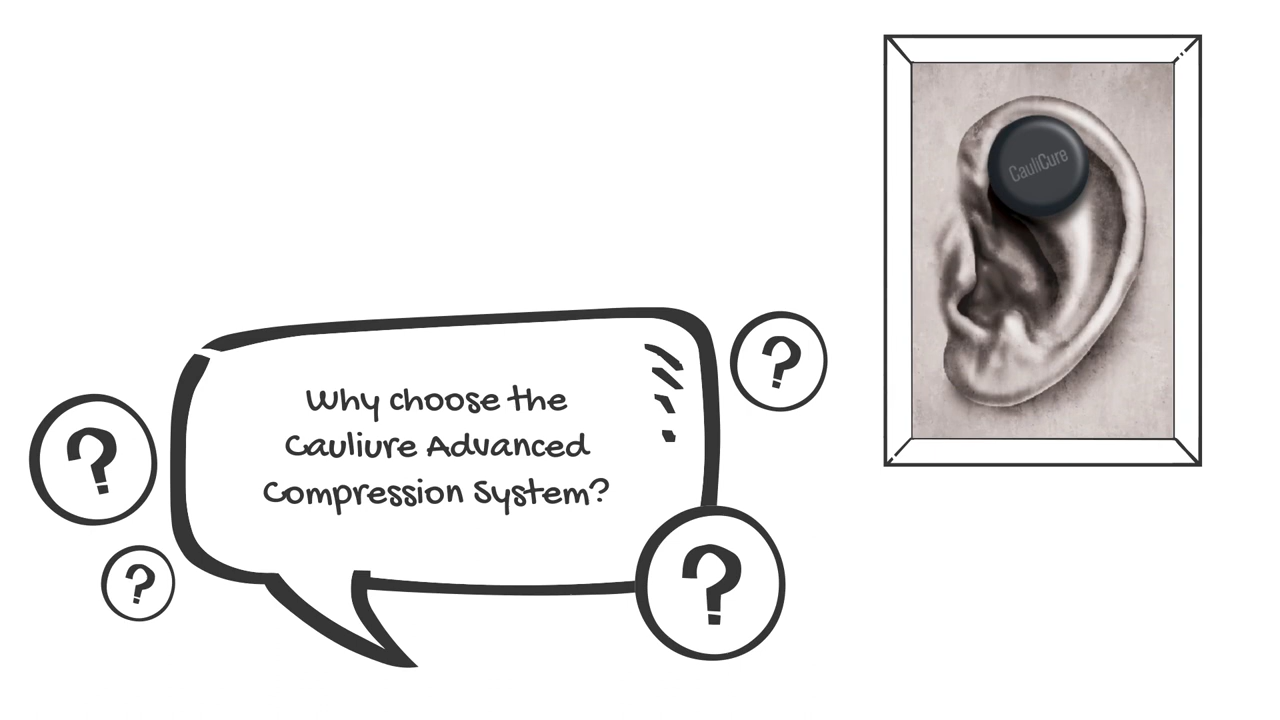 CauliCure
Why choose the
Cauliure Advanced
Compression System?
?
?
?
?